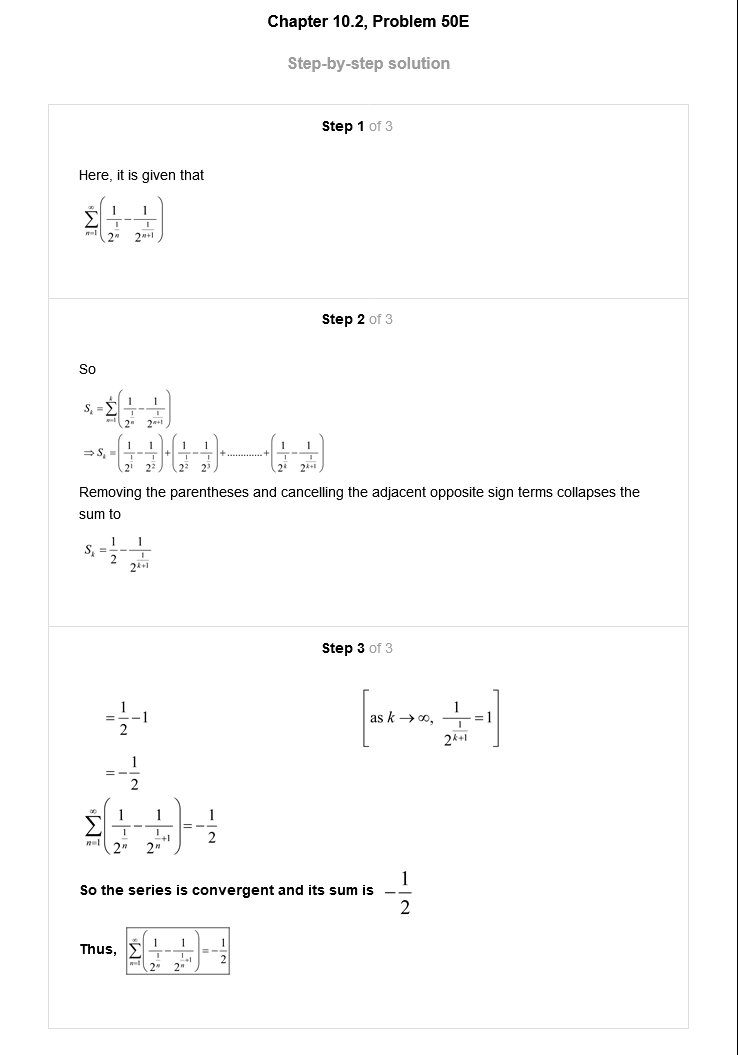 Chapter 10.2, Problem 50E
Step-by-step solution
Step 1 of 3
Here, it is given that
$\sum_{n=1}^{\infty}\left(\frac{1}{2^{\frac{1}{n}}}-\frac{1}{2^{\frac{1}{n+1}}}\right)$
Step 2 of 3
So
$S_k=\sum_{n=1}^{k}\left(\frac{1}{2^{\frac{1}{n}}}-\frac{1}{2^{\frac{1}{n+1}}}\right)$
$\Rightarrow S_k=\left(\frac{1}{2^{\frac{1}{1}}}-\frac{1}{2^{\frac{1}{2}}}\right)+\left(\frac{1}{2^{\frac{1}{2}}}-\frac{1}{2^{\frac{1}{3}}}\right)+.............+\left(\frac{1}{2^{\frac{1}{k}}}-\frac{1}{2^{\frac{1}{k+1}}}\right)$
Removing the parentheses and cancelling the adjacent opposite sign terms collapses the
sum to
$S_k=\frac{1}{2}-\frac{1}{2^{\frac{1}{k+1}}}$
Step 3 of 3
$=\frac{1}{2}-1 \quad \left[\text{as } k\to\infty, \frac{1}{2^{\frac{1}{k+1}}}=1\right]$
$=-\frac{1}{2}$
$\sum_{n=1}^{\infty}\left(\frac{1}{2^{\frac{1}{n}}}-\frac{1}{2^{\frac{1}{n}+1}}\right)=-\frac{1}{2}$
So the series is convergent and its sum is $-\frac{1}{2}$
Thus, $\sum_{n=1}^{\infty}\left(\frac{1}{2^{\frac{1}{n}}}-\frac{1}{2^{\frac{1}{n}+1}}\right)=-\frac{1}{2}$